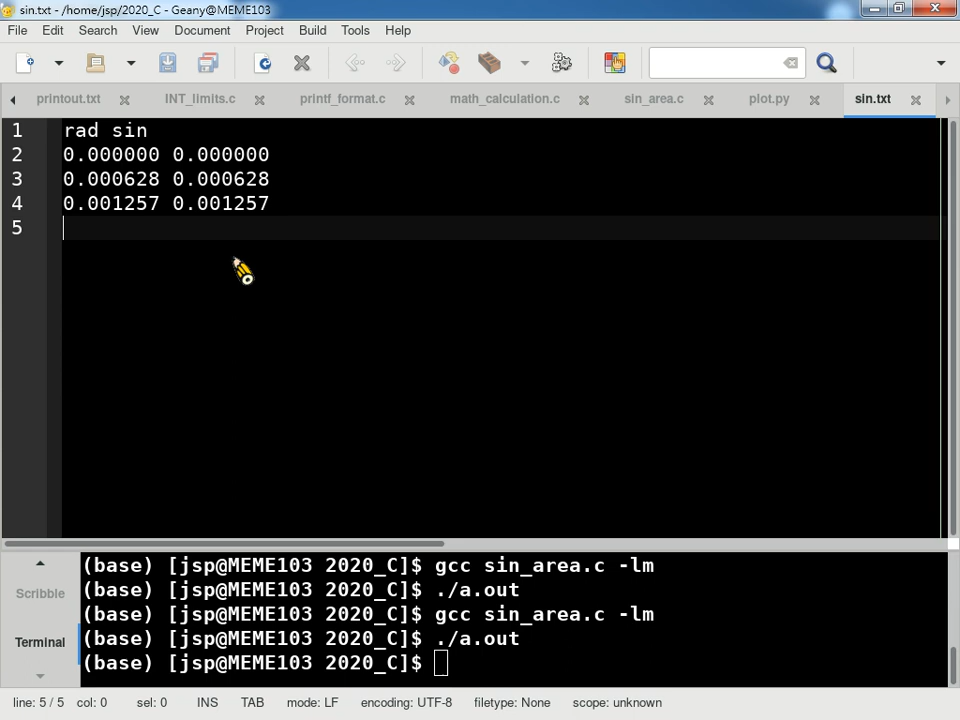 sin.txt - /home/jsp/2020_C - Geany@MEME103
File Edit Search View Document Project Build Tools Help
printout.txt INT_limits.c printf_format.c math_calculation.c sin_area.c plot.py sin.txt
1 rad sin
2 0.000000 0.000000
3 0.000628 0.000628
4 0.001257 0.001257
5
(base) [jsp@MEME103 2020_C]$ gcc sin_area.c -lm
Scribble (base) [jsp@MEME103 2020_C]$ ./a.out
(base) [jsp@MEME103 2020_C]$ gcc sin_area.c -lm
Terminal (base) [jsp@MEME103 2020_C]$ ./a.out
(base) [jsp@MEME103 2020_C]$
line: 5 / 5 col: 0 sel: 0 INS TAB mode: LF encoding: UTF-8 filetype: None scope: unknown